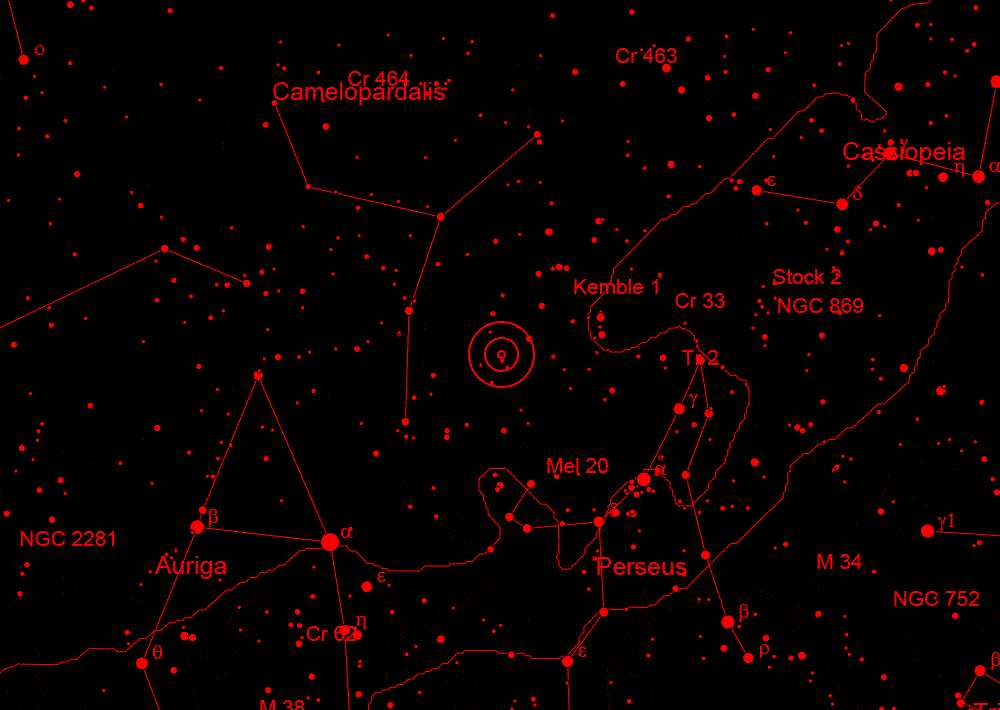 ο
Cr 463
Cr 464
Camelopardalis
γ
Cassiopeia
η
α
ε
δ
Stock 2
Kemble 1
Cr 33
NGC 869
Tr 2
γ
Mel 20
α
δ
β
α
γ1
NGC 2281
Auriga
Perseus
M 34
ε
NGC 752
β
η
Cr 62
θ
ε
ρ
β
M 38